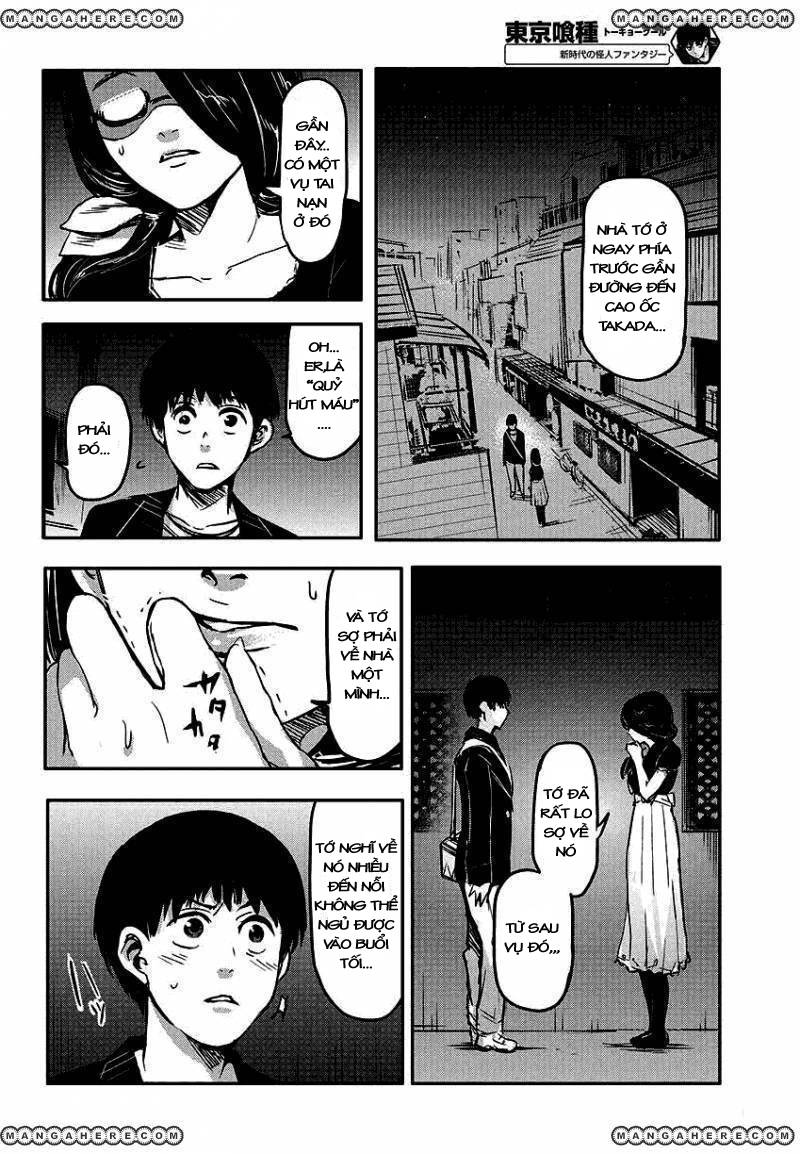 MANGAHERE.COM
MANGAHERE.COM
東京喰種 トーキョーグール
新時代の怪人ファンタジー
NHÀ TỚ Ở
NGAY PHÍA
TRƯỚC GẦN
ĐƯỜNG ĐẾN
CAO ỐC
TAKADA...
GẦN
ĐÂY..
CÓ MỘT
VỤ TAI
NẠN
Ở ĐÓ
OH...
ER,LÀ
“QUỶ
HÚT MÁU”
....
PHẢI
ĐÓ...
TỚ ĐÃ
RẤT LO
SỢ VỀ
NÓ
TỪ SAU
VỤ ĐÓ,,,
VÀ TỚ
SỢ PHẢI
VỀ NHÀ
MỘT
MÌNH...
カタカタ
TỚ NGHĨ VỀ
NÓ NHIỀU
ĐẾN NỖI
KHÔNG THỂ
NGỦ ĐƯỢC
VÀO BUỔI
TỐI...
MANGAHERE.COM
MANGAHERE.COM